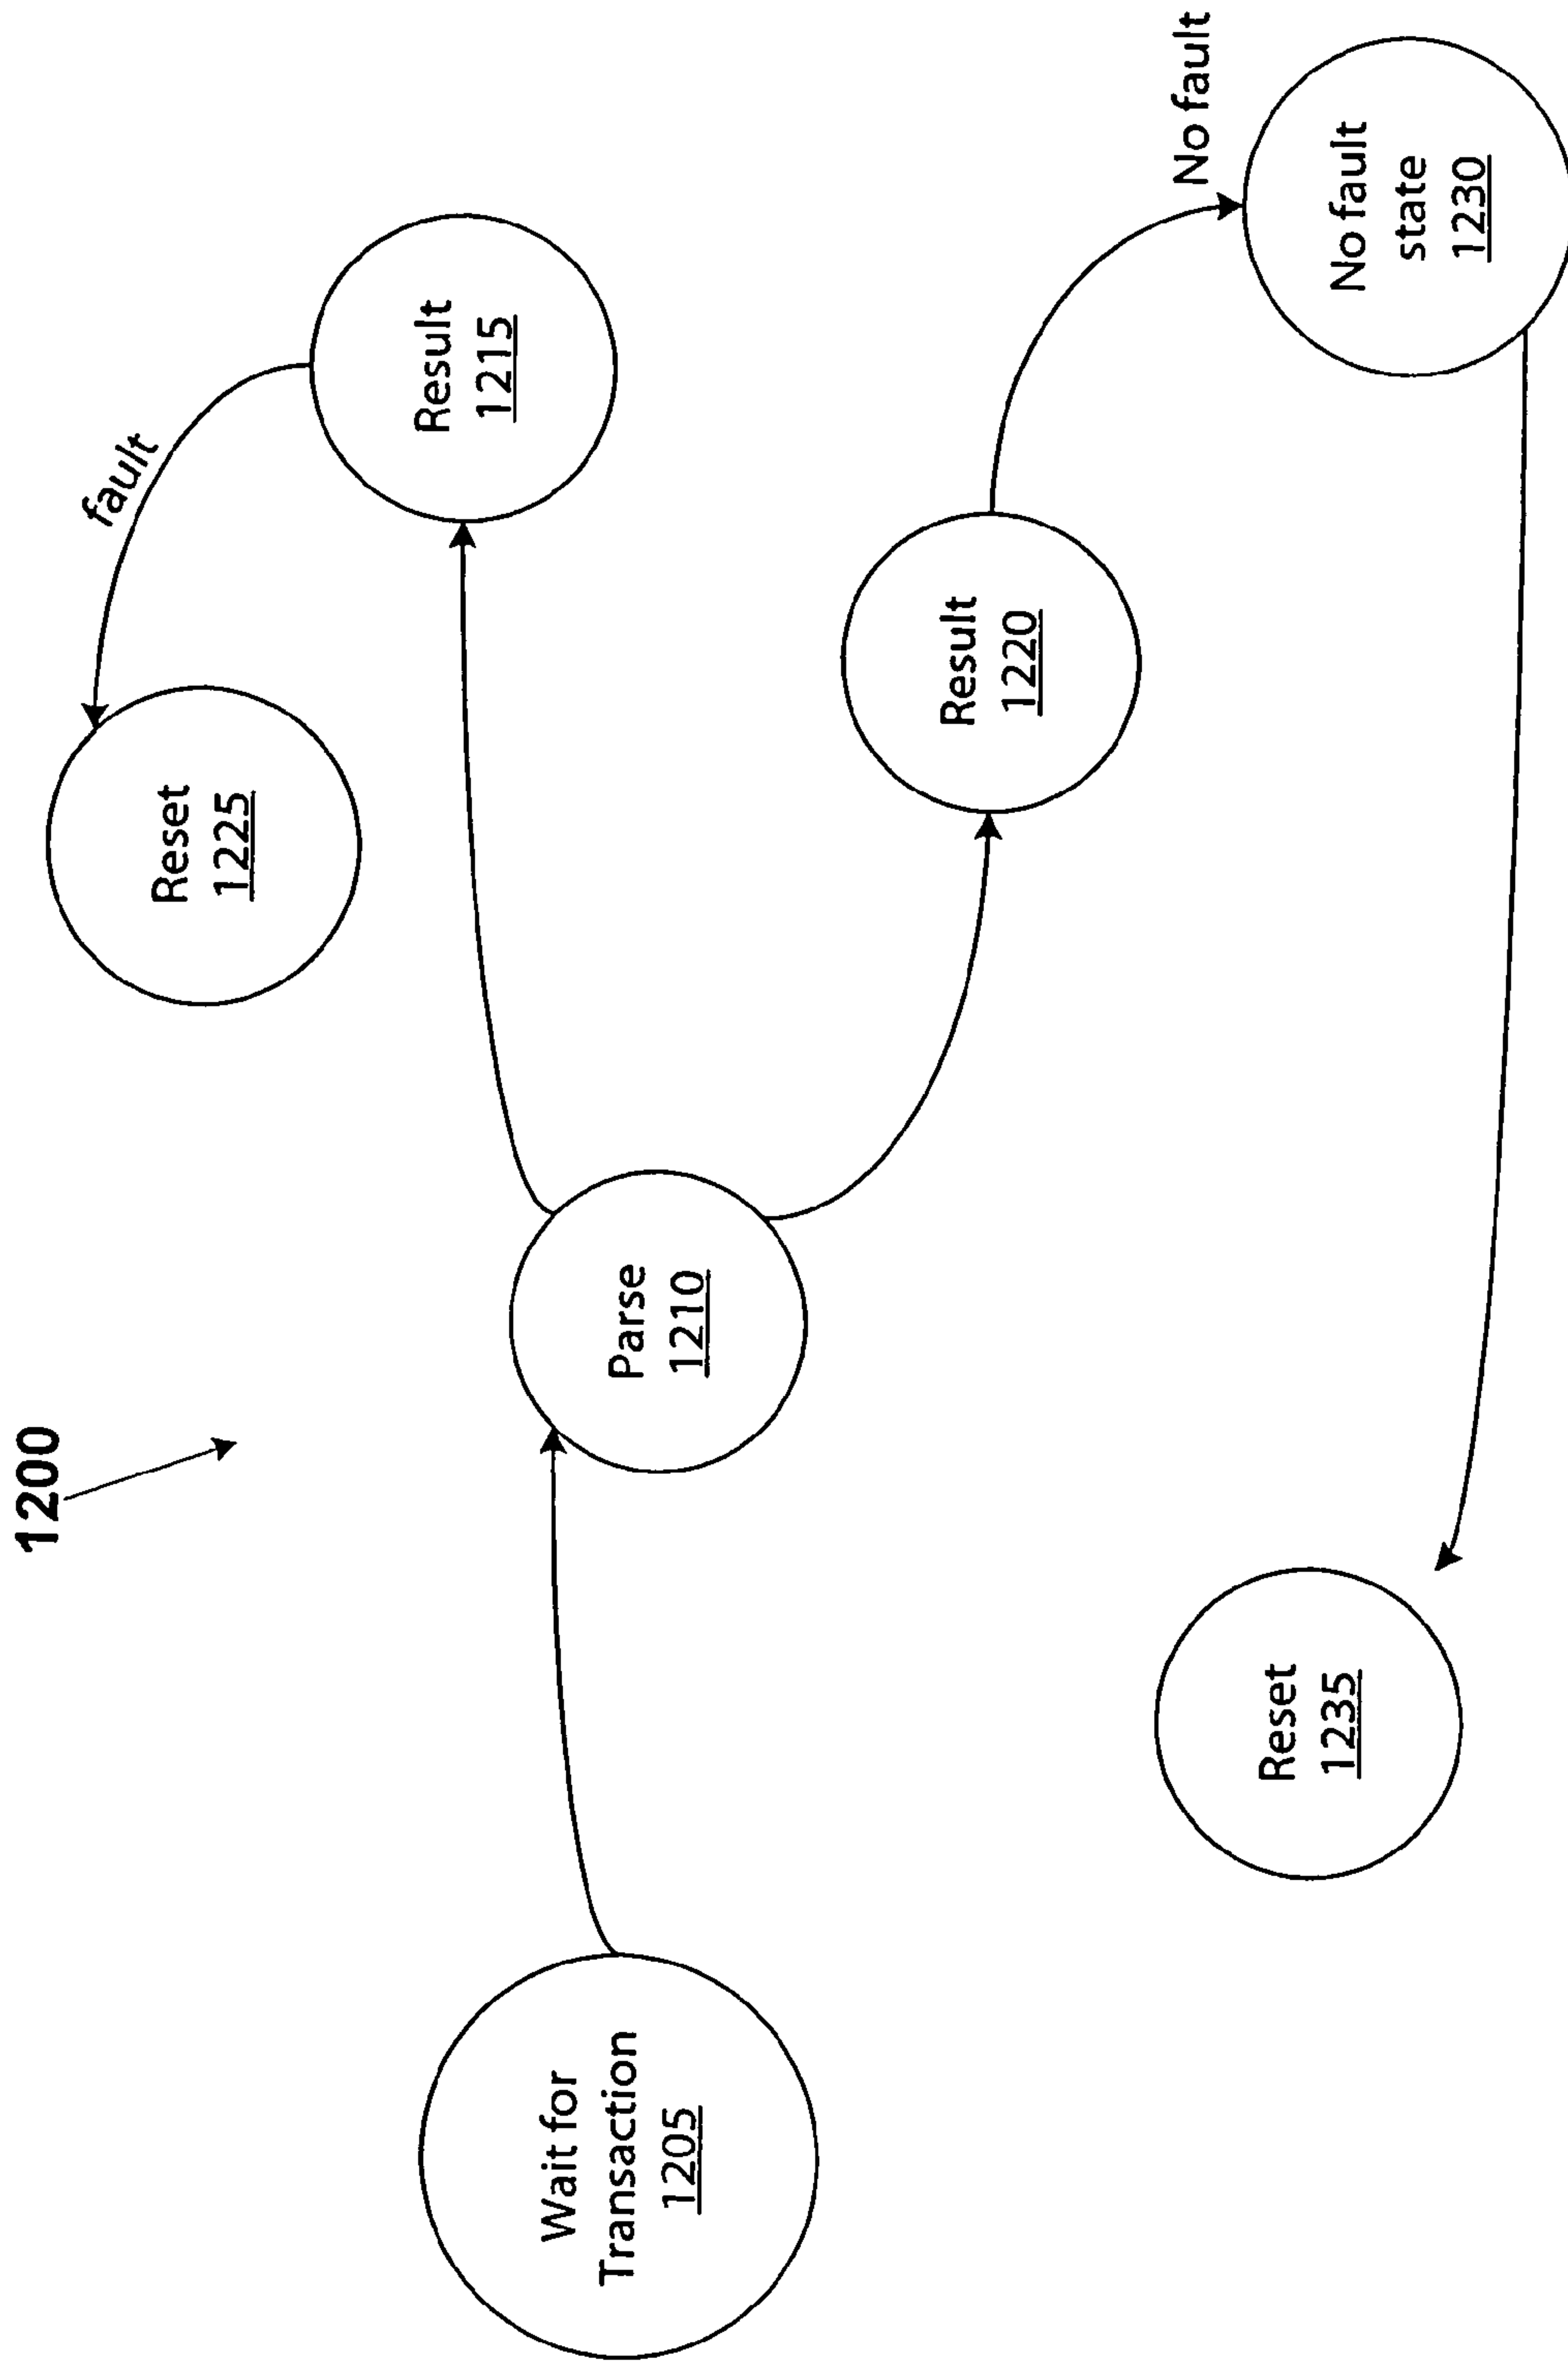 1200
fault
Reset
1225
Result
1215
Wait for
Transaction
1205
Parse
1210
Result
1220
No fault
No fault
state
1230
Reset
1235